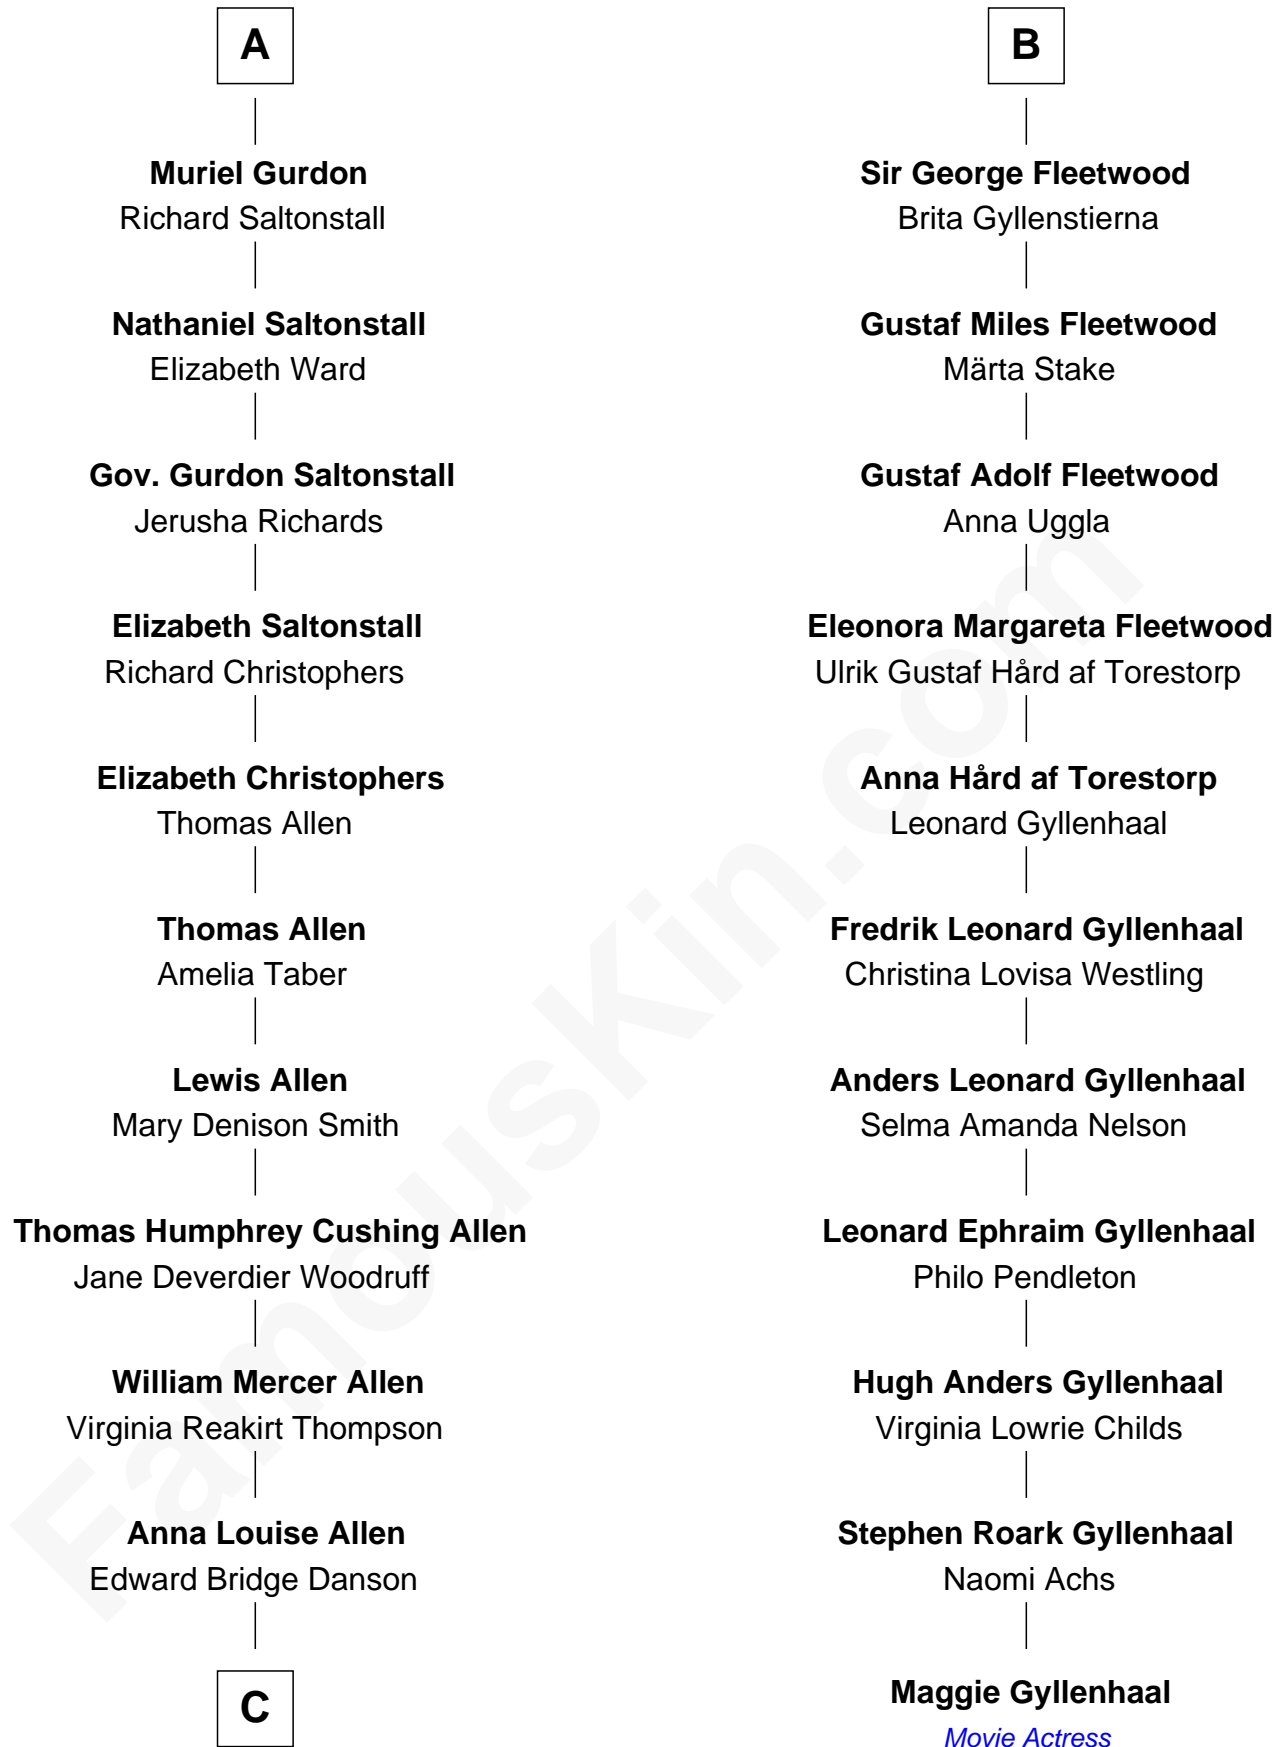 A
Muriel Gurdon
Richard Saltonstall
Nathaniel Saltonstall
Elizabeth Ward
Gov. Gurdon Saltonstall
Jerusha Richards
Elizabeth Saltonstall
Richard Christophers
Elizabeth Christophers
Thomas Allen
Thomas Allen
Amelia Taber
Lewis Allen
Mary Denison Smith
Thomas Humphrey Cushing Allen
Jane Deverdier Woodruff
William Mercer Allen
Virginia Reakirt Thompson
Anna Louise Allen
Edward Bridge Danson
C
B
Sir George Fleetwood
Brita Gyllenstierna
Gustaf Miles Fleetwood
Märta Stake
Gustaf Adolf Fleetwood
Anna Uggla
Eleonora Margareta Fleetwood
Ulrik Gustaf Hård af Torestorp
Anna Hård af Torestorp
Leonard Gyllenhaal
Fredrik Leonard Gyllenhaal
Christina Lovisa Westling
Anders Leonard Gyllenhaal
Selma Amanda Nelson
Leonard Ephraim Gyllenhaal
Philo Pendleton
Hugh Anders Gyllenhaal
Virginia Lowrie Childs
Stephen Roark Gyllenhaal
Naomi Achs
Maggie Gyllenhaal
Movie Actress
FamousKin.com